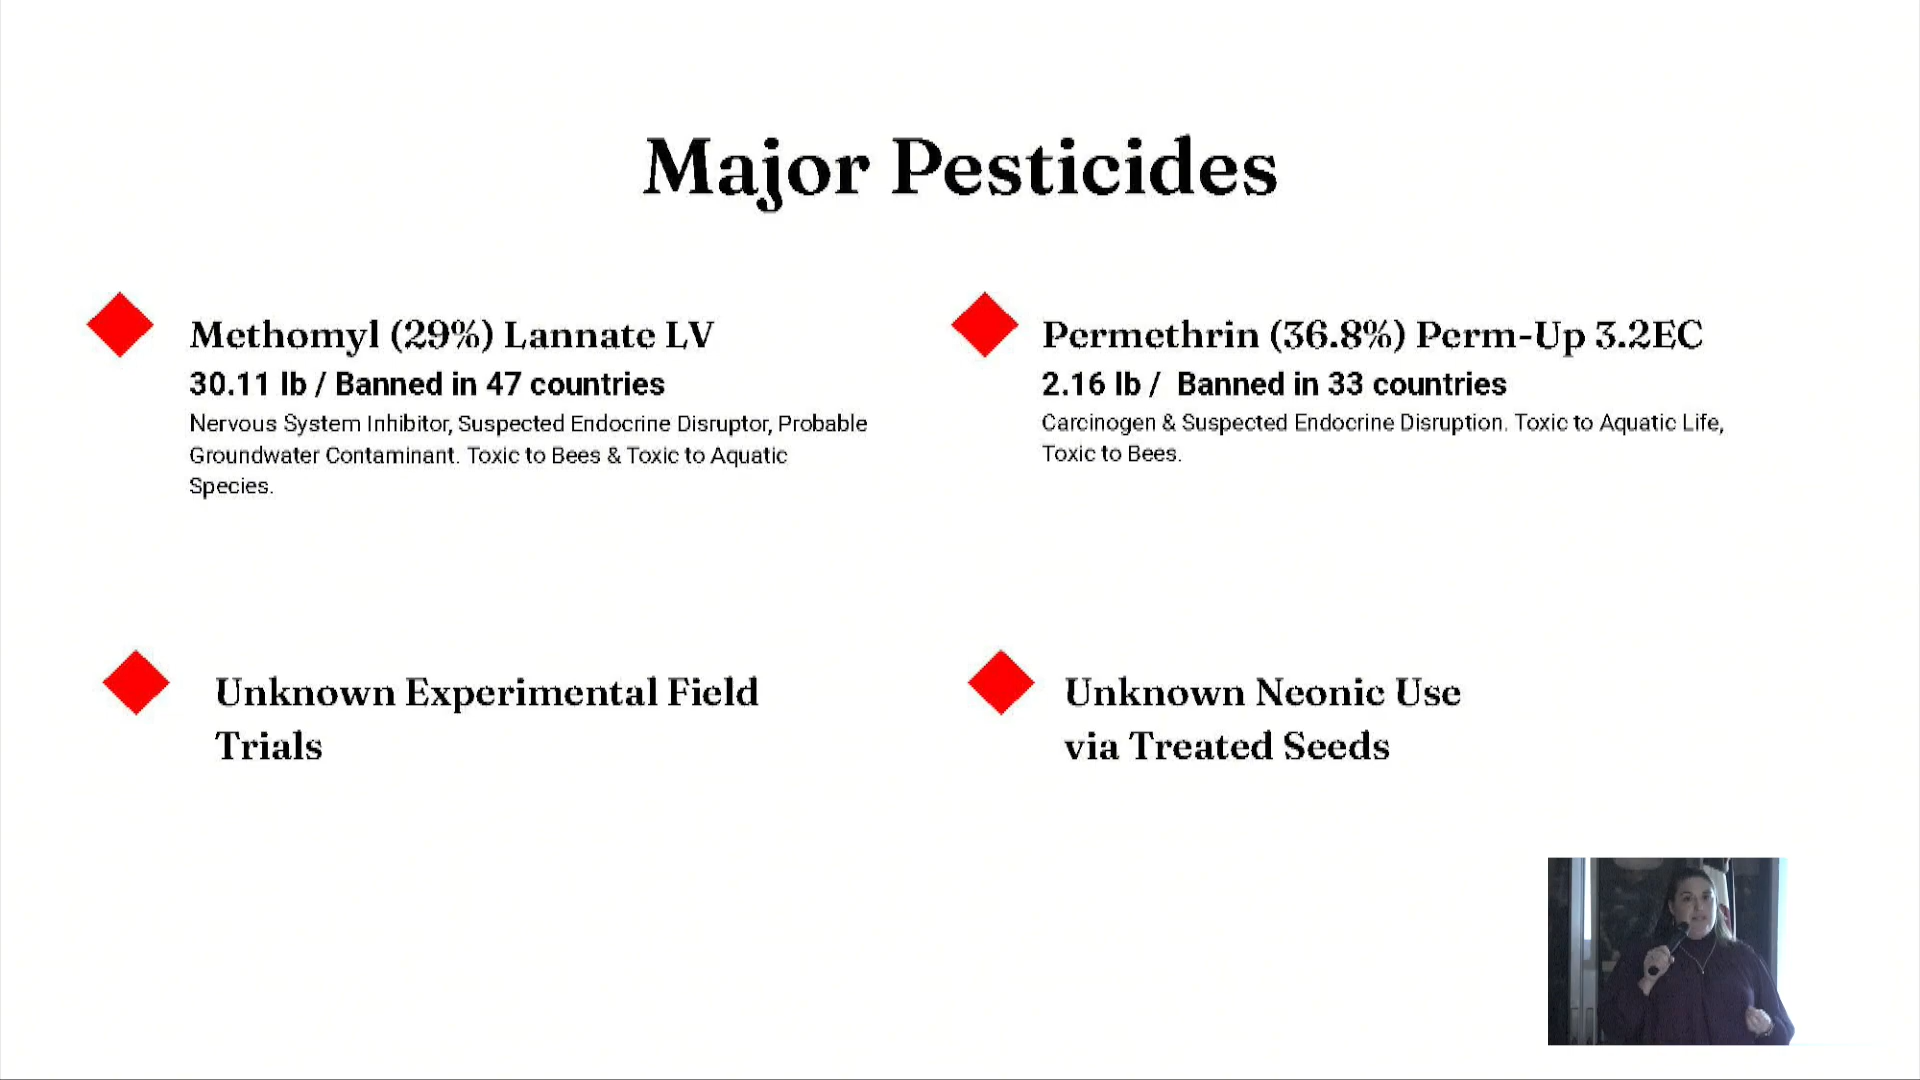 Major Pesticides
Methomyl (29%) Lannate LV
30.11 lb / Banned in 47 countries
Nervous System Inhibitor, Suspected Endocrine Disruptor, Probable
Groundwater Contaminant. Toxic to Bees & Toxic to Aquatic
Species.
Permethrin (36.8%) Perm-Up 3.2EC
2.16 lb / Banned in 33 countries
Carcinogen & Suspected Endocrine Disruption. Toxic to Aquatic Life,
Toxic to Bees.
Unknown Experimental Field
Trials
Unknown Neonic Use
via Treated Seeds